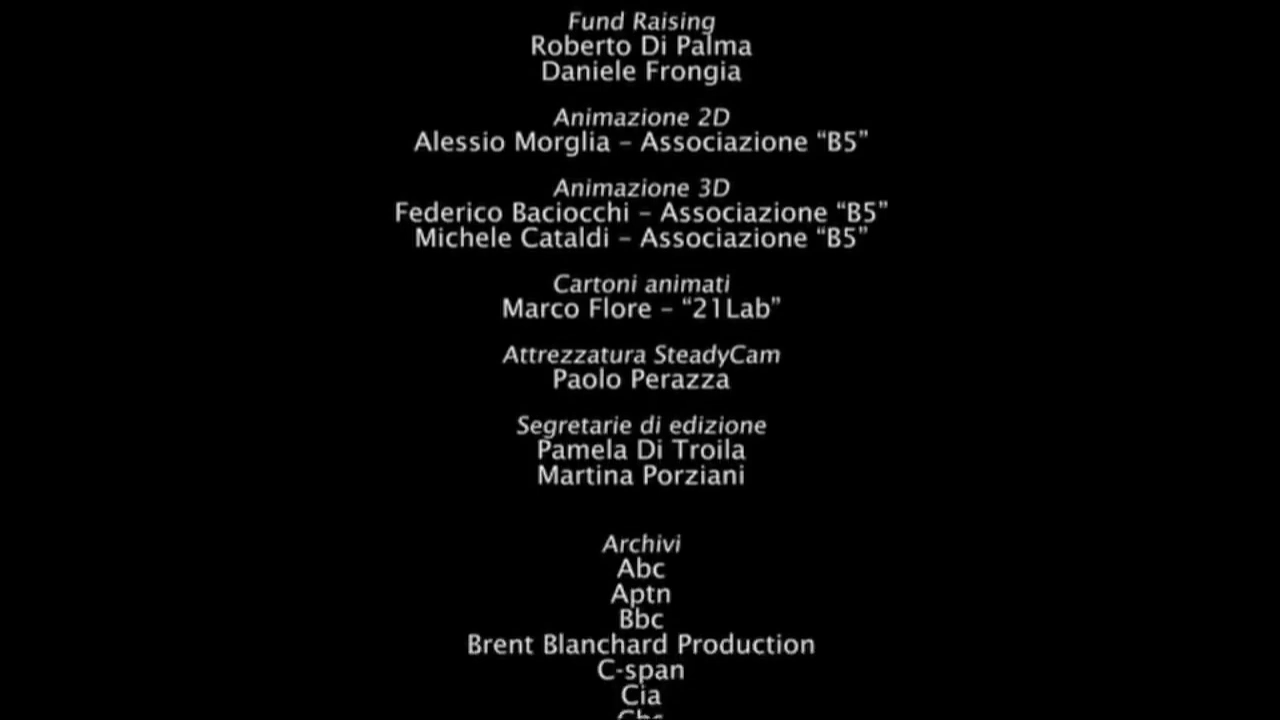 Fund Raising
Roberto Di Palma
Daniele Frongia
Animazione 2D
Alessio Morglia – Associazione “B5”
Animazione 3D
Federico Baciocchi – Associazione “B5”
Michele Cataldi – Associazione “B5”
Cartoni animati
Marco Flore – “21Lab”
Attrezzatura SteadyCam
Paolo Perazza
Segretarie di edizione
Pamela Di Troila
Martina Porziani
Archivi
Abc
Aptn
Bbc
Brent Blanchard Production
C-span
Cia